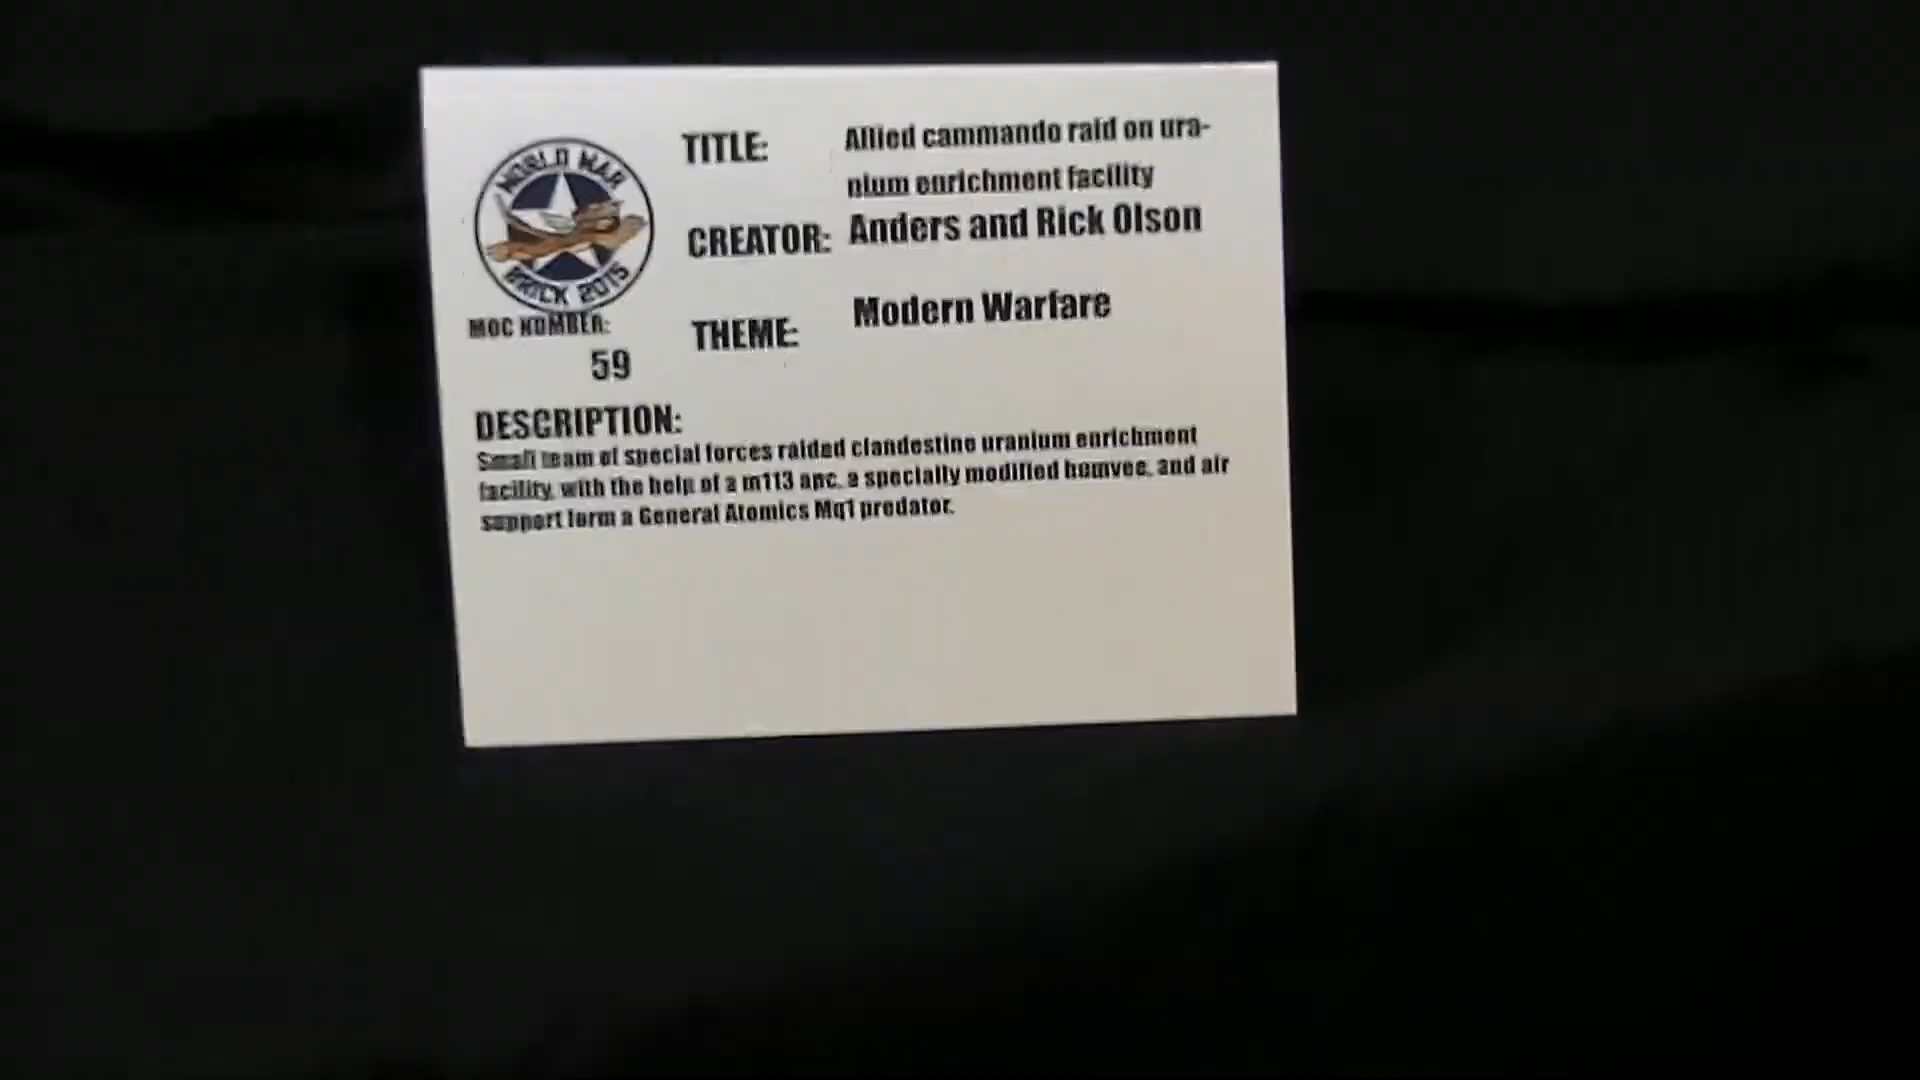 WORLD WAR
BRICK 2015
MOC NUMBER:
59
TITLE: Allied cammando raid on ura-
nium enrichment facility
CREATOR: Anders and Rick Olson
THEME: Modern Warfare
DESCRIPTION:
Small team of special forces raided clandestine uranium enrichment
facility, with the help of a m113 apc, a specially modified humvee, and air
support form a General Atomics Mq1 predator.